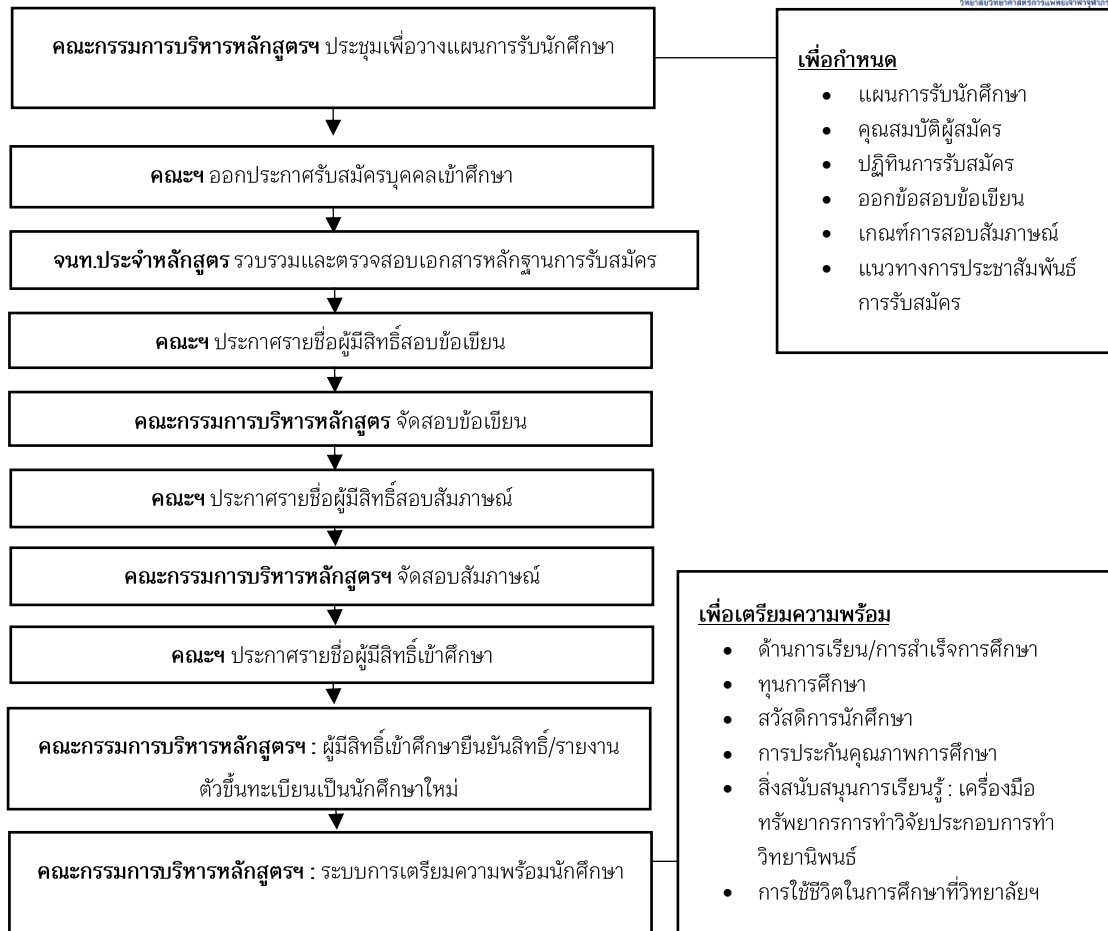 วิทยาลัยวิทยาศาสตร์การแพทย์เจ้าฟ้าจุฬาภรณ์
คณะกรรมการบริหารหลักสูตรฯ ประชุมเพื่อวางแผนการรับนักศึกษา
เพื่อกำหนด
• แผนการรับนักศึกษา
• คุณสมบัติผู้สมัคร
• ปฏิทินการรับสมัคร
• ออกข้อสอบข้อเขียน
• เกณฑ์การสอบสัมภาษณ์
• แนวทางการประชาสัมพันธ์
การรับสมัคร
คณะฯ ออกประกาศรับสมัครบุคคลเข้าศึกษา
จนท.ประจำหลักสูตร รวบรวมและตรวจสอบเอกสารหลักฐานการรับสมัคร
คณะฯ ประกาศรายชื่อผู้มีสิทธิ์สอบข้อเขียน
คณะกรรมการบริหารหลักสูตร จัดสอบข้อเขียน
คณะฯ ประกาศรายชื่อผู้มีสิทธิ์สอบสัมภาษณ์
คณะกรรมการบริหารหลักสูตรฯ จัดสอบสัมภาษณ์
คณะฯ ประกาศรายชื่อผู้มีสิทธิ์เข้าศึกษา
คณะกรรมการบริหารหลักสูตรฯ : ผู้มีสิทธิ์เข้าศึกษายืนยันสิทธิ์/รายงาน
ตัวขึ้นทะเบียนเป็นนักศึกษาใหม่
คณะกรรมการบริหารหลักสูตรฯ : ระบบการเตรียมความพร้อมนักศึกษา
เพื่อเตรียมความพร้อม
• ด้านการเรียน/การสำเร็จการศึกษา
• ทุนการศึกษา
• สวัสดิการนักศึกษา
• การประกันคุณภาพการศึกษา
• สิ่งสนับสนุนการเรียนรู้ : เครื่องมือ
ทรัพยากรการทำวิจัยประกอบการทำ
วิทยานิพนธ์
• การใช้ชีวิตในการศึกษาที่วิทยาลัยฯ